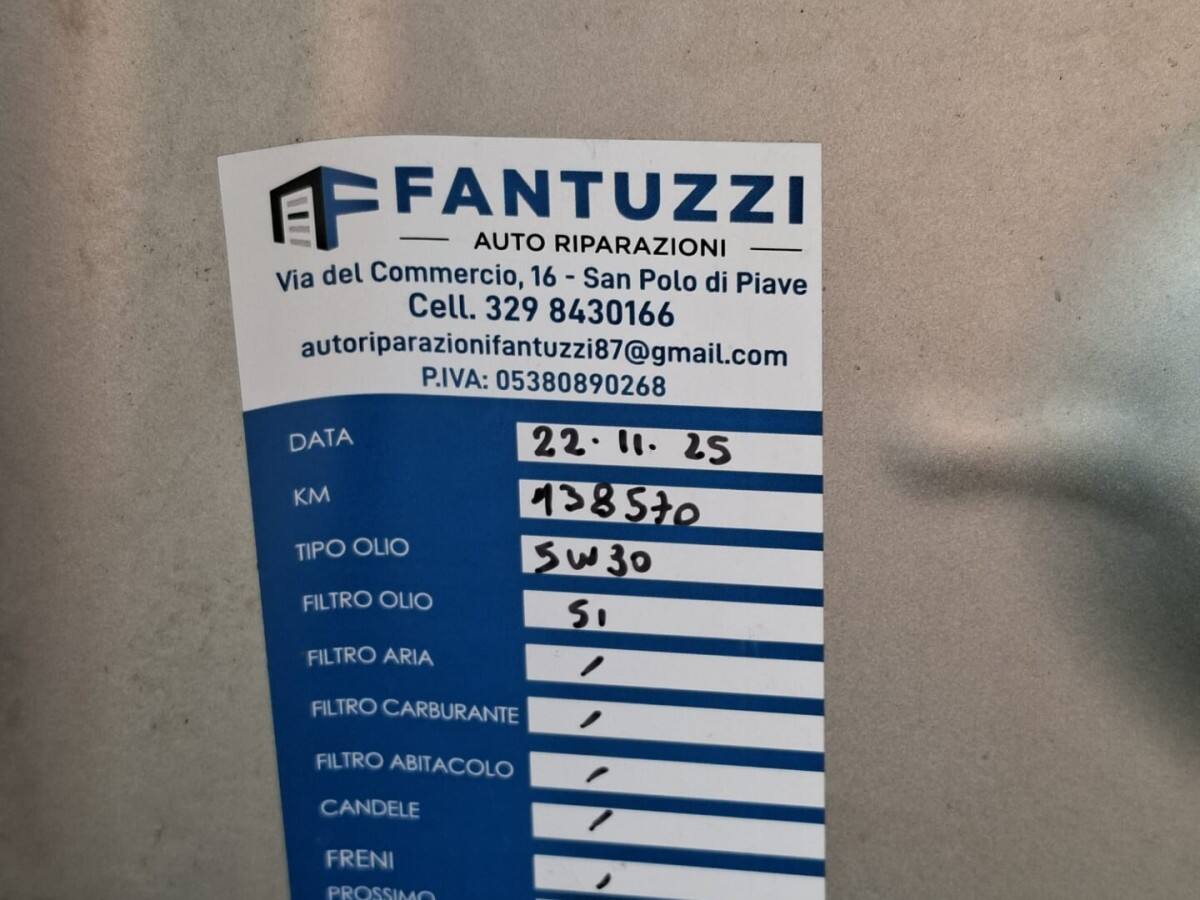 FANTUZZI
AUTO RIPARAZIONI
Via del Commercio, 16 - San Polo di Piave
Cell. 329 8430166
autoriparazionifantuzzi87@gmail.com
P.IVA: 05380890268
DATA 22.11.25
KM 138570
TIPO OLIO 5W30
FILTRO OLIO SI
FILTRO ARIA /
FILTRO CARBURANTE /
FILTRO ABITACOLO /
CANDELE /
FRENI /
PROSSIMO